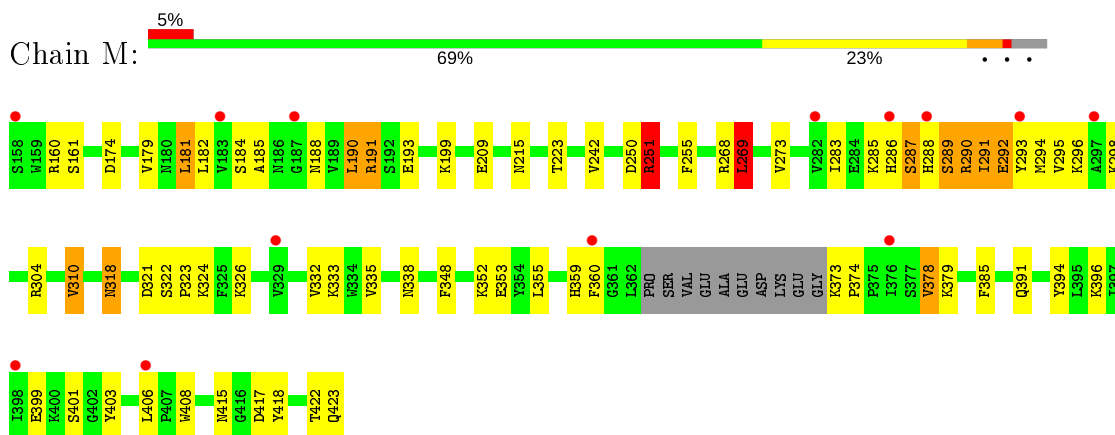 5%
Chain M:
69% 23% • • •
S158 W159 R160 S161 D174 V179 N180 L181 L182 V183 S184 A185 N186 G187 N188 V189 L190 R191 S192 E193 K199 E209 N215 T223 V242 D250 R251 F255 R268 L269 V273 V282 I283 E284 K285 H286 S287 H288 S289 R290 I291 E292 Y293 M294 V295 K296 A297 K298
R304 V310 N318 D321 S322 P323 K324 F325 K326 V329 V332 K333 W334 V335 N338 F348 K352 E353 Y354 L355 H359 F360 G361 L362 PRO SER VAL GLU ALA GLU ASP LYS GLU GLY K373 P374 P375 I376 S377 V378 K379 F385 Q391 Y394 L395 K396 I397
I398 E399 K400 S401 G402 Y403 L406 P407 W408 N415 G416 D417 Y418 T422 Q423